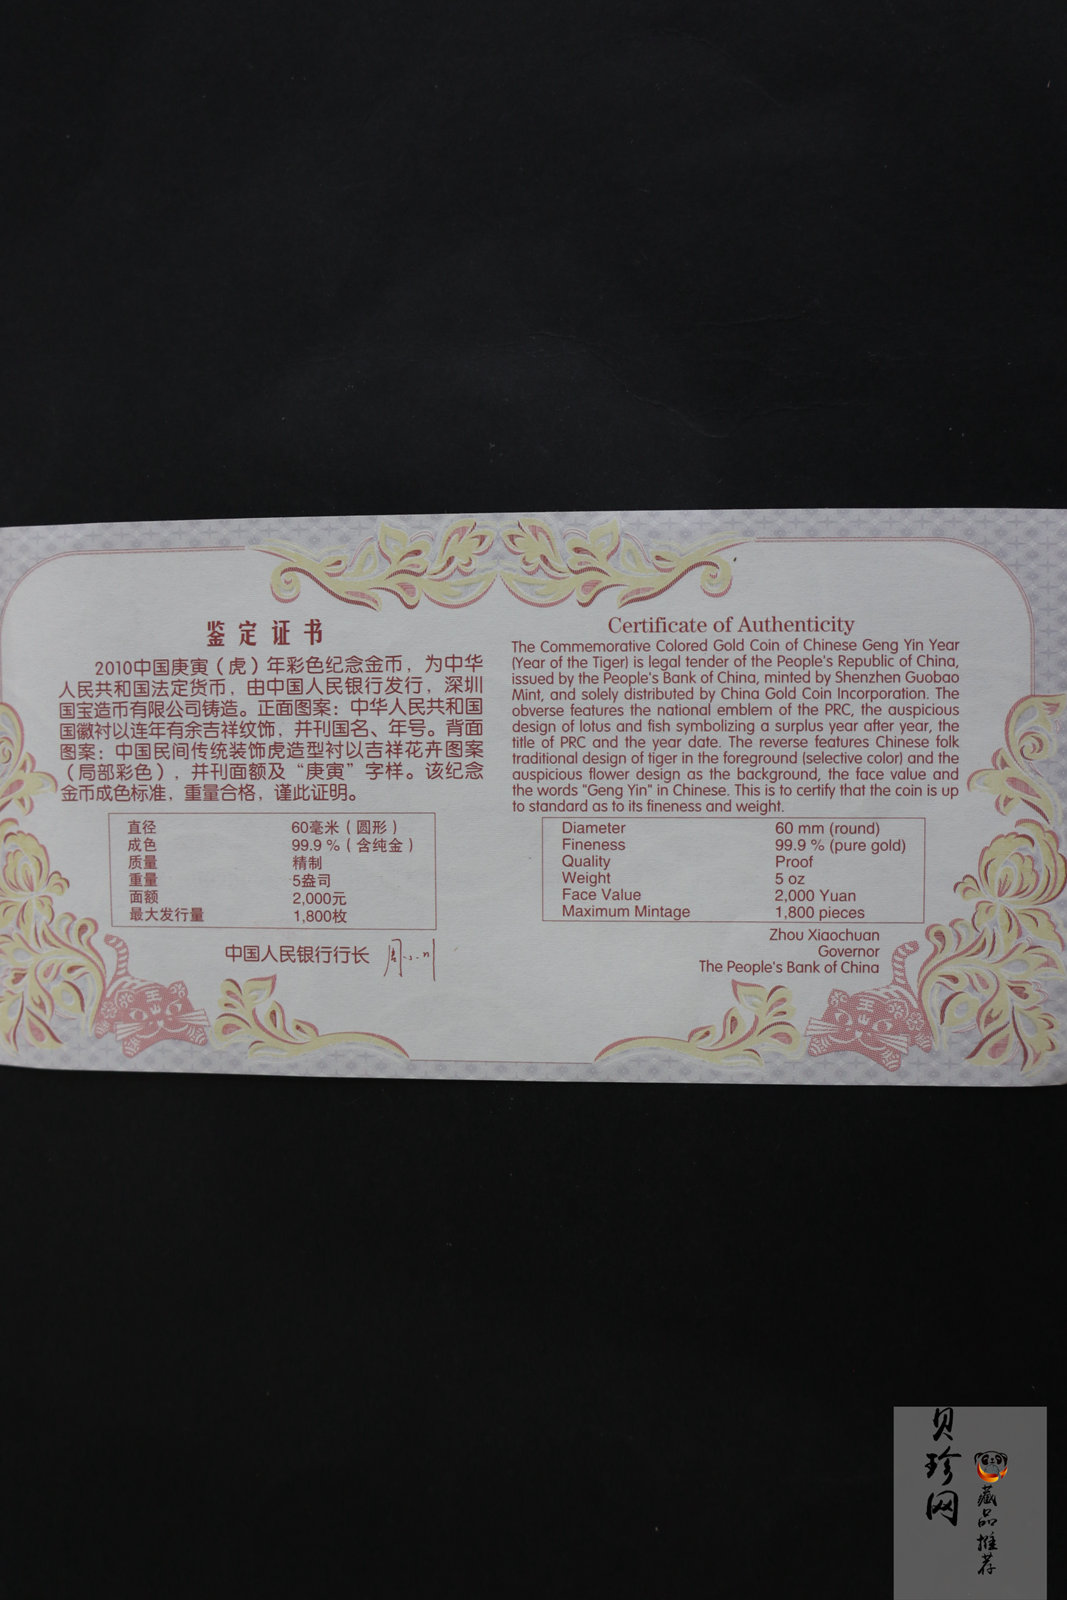 鉴定证书
2010中国庚寅（虎）年彩色纪念金币，为中华
人民共和国法定货币，由中国人民银行发行，深圳
国宝造币有限公司铸造。正面图案：中华人民共和国
国徽衬以连年有余吉祥纹饰，并刊国名、年号。背面
图案：中国民间传统装饰虎造型衬以吉祥花卉图案
（局部彩色），并刊面额及“庚寅”字样。该纪念
金币成色标准，重量合格，谨此证明。
直径 60毫米（圆形）
成色 99.9 %（含纯金）
质量 精制
重量 5盎司
面额 2,000元
最大发行量 1,800枚
中国人民银行行长
Certificate of Authenticity
The Commemorative Colored Gold Coin of Chinese Geng Yin Year
(Year of the Tiger) is legal tender of the People's Republic of China,
issued by the People's Bank of China, minted by Shenzhen Guobao
Mint, and solely distributed by China Gold Coin Incorporation. The
obverse features the national emblem of the PRC, the auspicious
design of lotus and fish symbolizing a surplus year after year, the
title of PRC and the year date. The reverse features Chinese folk
traditional design of tiger in the foreground (selective color) and the
auspicious flower design as the background, the face value and
the words "Geng Yin" in Chinese. This is to certify that the coin is up
to standard as to its fineness and weight.
Diameter 60 mm (round)
Fineness 99.9 % (pure gold)
Quality Proof
Weight 5 oz
Face Value 2,000 Yuan
Maximum Mintage 1,800 pieces
Zhou Xiaochuan
Governor
The People's Bank of China
王
王
贝珍网
藏品推荐